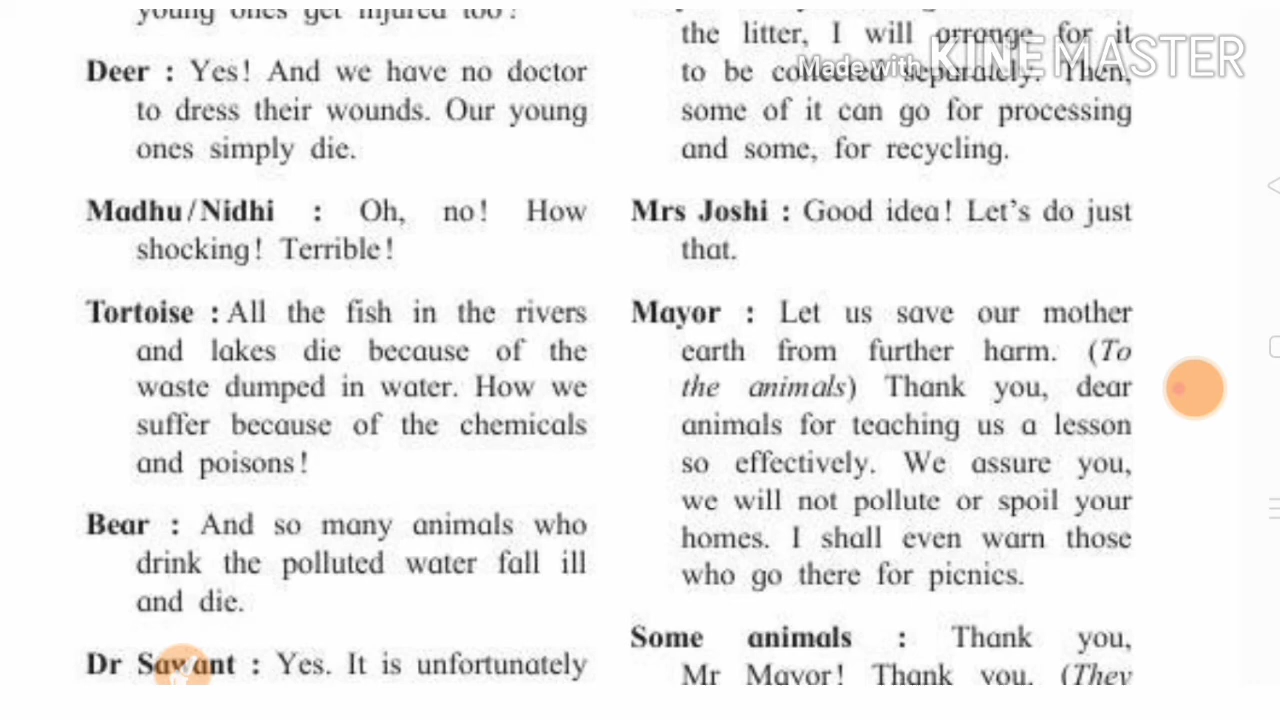 young ones get injured too?
Deer : Yes! And we have no doctor
to dress their wounds. Our young
ones simply die.
Madhu/Nidhi : Oh, no! How
shocking! Terrible!
Tortoise : All the fish in the rivers
and lakes die because of the
waste dumped in water. How we
suffer because of the chemicals
and poisons!
Bear : And so many animals who
drink the polluted water fall ill
and die.
Dr Sawant : Yes. It is unfortunately
the litter, I will arrange for it
to be collected separately. Then,
some of it can go for processing
and some, for recycling.
Mrs Joshi : Good idea! Let's do just
that.
Mayor : Let us save our mother
earth from further harm. (To
the animals) Thank you, dear
animals for teaching us a lesson
so effectively. We assure you,
we will not pollute or spoil your
homes. I shall even warn those
who go there for picnics.
Some animals : Thank you,
Mr Mayor! Thank you. (They
Made with KINEMASTER